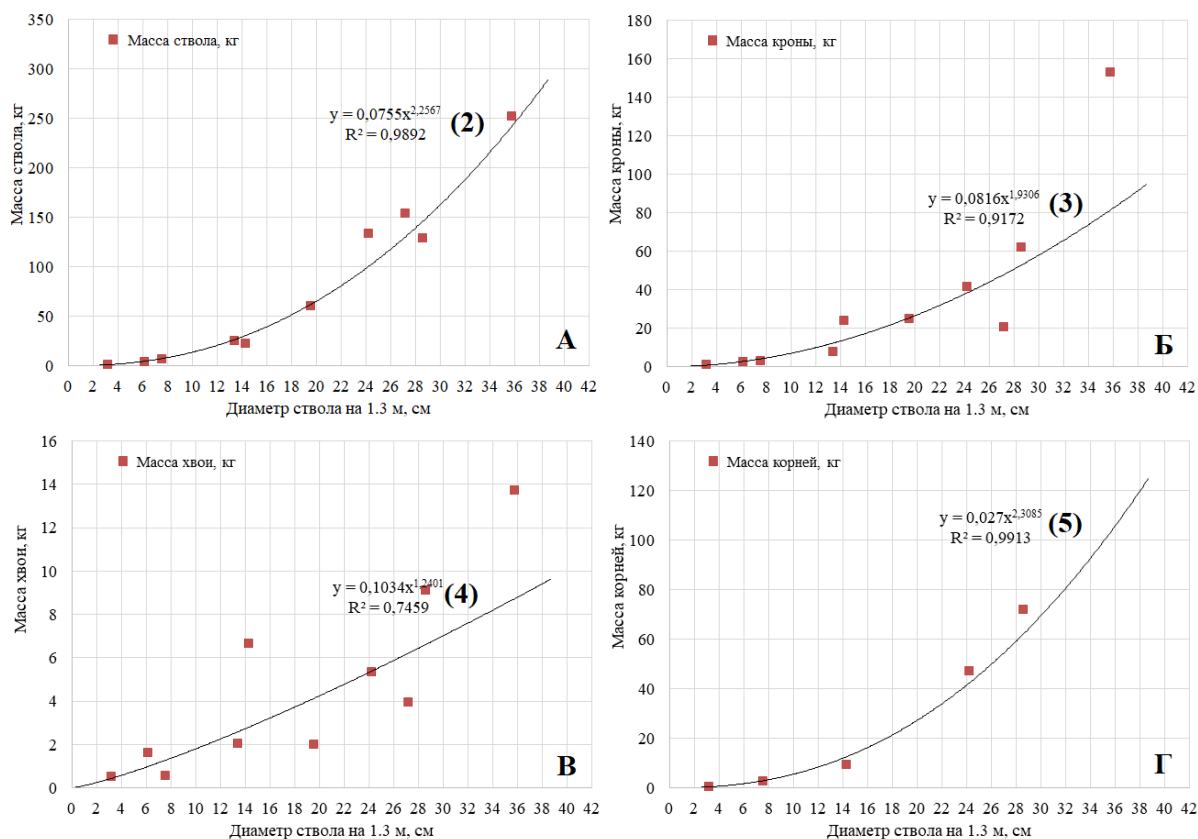 350
300
250
200
150
100
50
0
Масса ствола, кг
Масса ствола, кг
y = 0,0755x^2,2567
R² = 0,9892
(2)
А
0 2 4 6 8 10 12 14 16 18 20 22 24 26 28 30 32 34 36 38 40 42
Диаметр ствола на 1.3 м, см
180
160
140
120
100
80
60
40
20
0
Масса кроны, кг
Масса кроны, кг
y = 0,0816x^1,9306
R² = 0,9172
(3)
Б
0 2 4 6 8 10 12 14 16 18 20 22 24 26 28 30 32 34 36 38 40 42
Диаметр ствола на 1.3 м, см
16
14
12
10
8
6
4
2
0
Масса хвои, кг
Масса хвои, кг
y = 0,1034x^1,2401
R² = 0,7459
(4)
В
0 2 4 6 8 10 12 14 16 18 20 22 24 26 28 30 32 34 36 38 40 42
Диаметр ствола на 1.3 м, см
140
120
100
80
60
40
20
0
Масса корней, кг
Масса корней, кг
y = 0,027x^2,3085
R² = 0,9913
(5)
Г
0 2 4 6 8 10 12 14 16 18 20 22 24 26 28 30 32 34 36 38 40 42
Диаметр ствола на 1.3 м, см